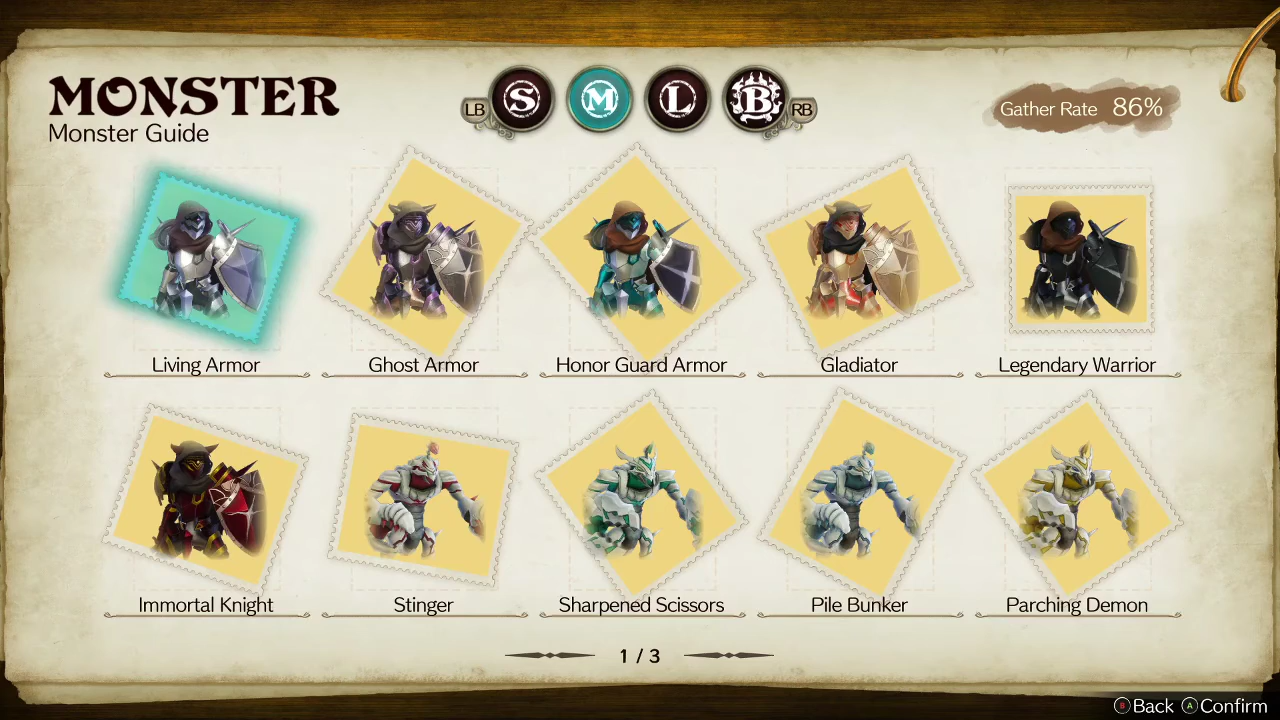 MONSTER
Monster Guide
LB
S
M
L
B
RB
Gather Rate 86%
Living Armor
Ghost Armor
Honor Guard Armor
Gladiator
Legendary Warrior
Immortal Knight
Stinger
Sharpened Scissors
Pile Bunker
Parching Demon
1 / 3
B Back A Confirm